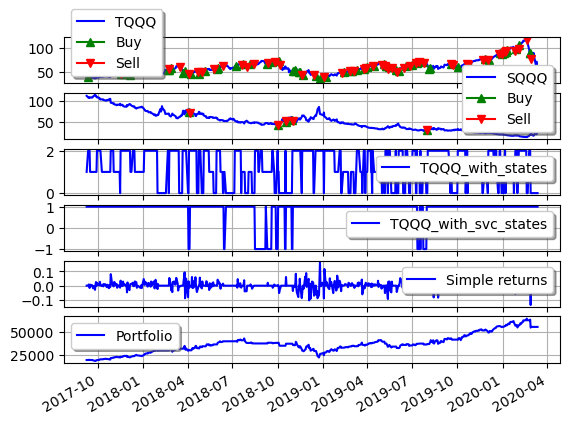 TQQQ
Buy
Sell
100
50
SQQQ
Buy
Sell
100
50
2
0
TQQQ_with_states
1
0
−1
TQQQ_with_svc_states
0.1
0.0
−0.1
Simple returns
50000
25000
Portfolio
2017-10 2018-01 2018-04 2018-07 2018-10 2019-01 2019-04 2019-07 2019-10 2020-01 2020-04